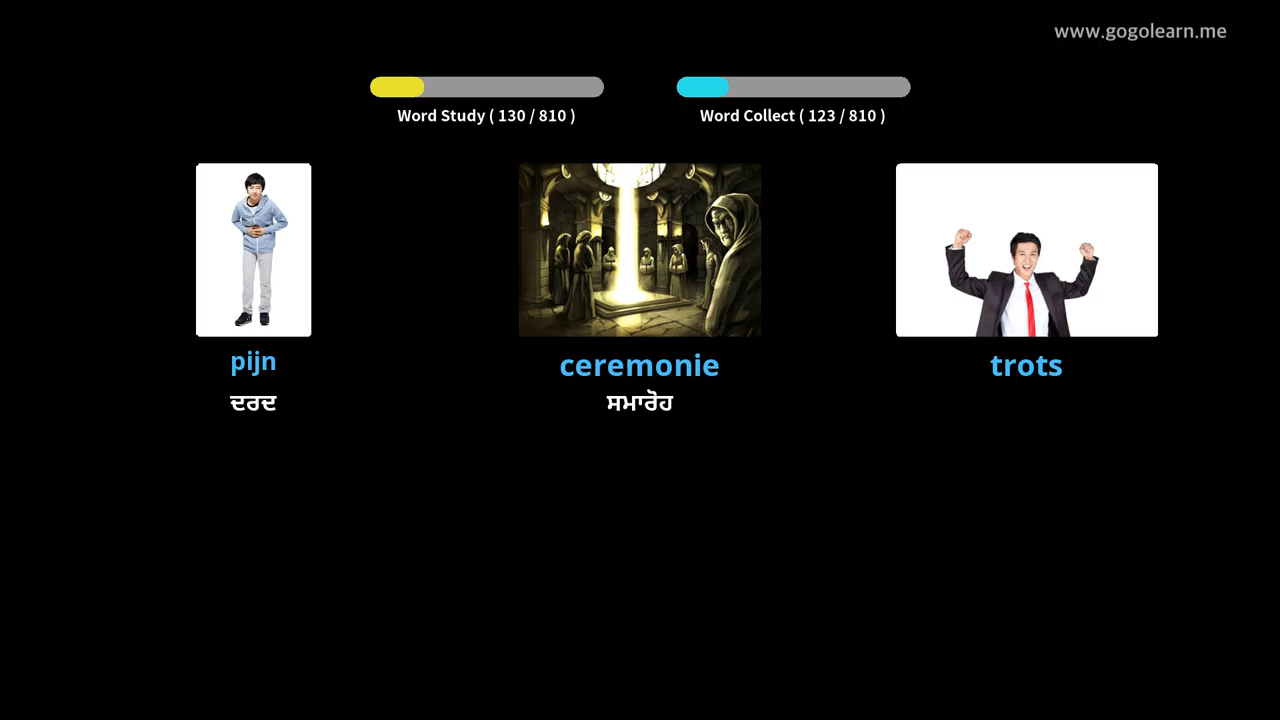 www.gogolearn.me
Word Study ( 130 / 810 )
Word Collect ( 123 / 810 )
pijn
ceremonie
trots
ਦਰਦ
ਸਮਾਰੋਹ